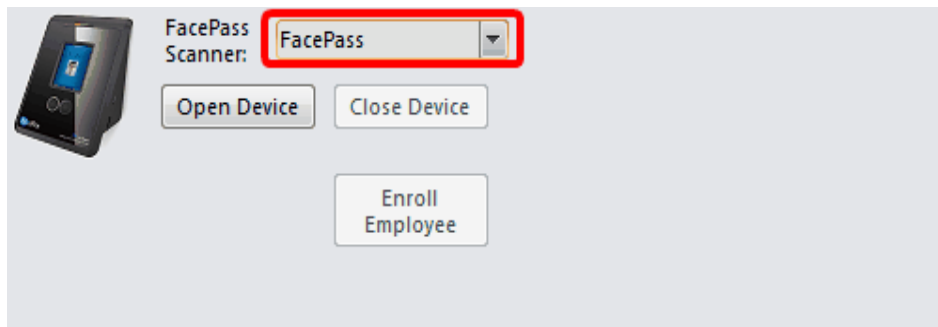 FacePass
Scanner:
FacePass
Open Device
Close Device
Enroll
Employee